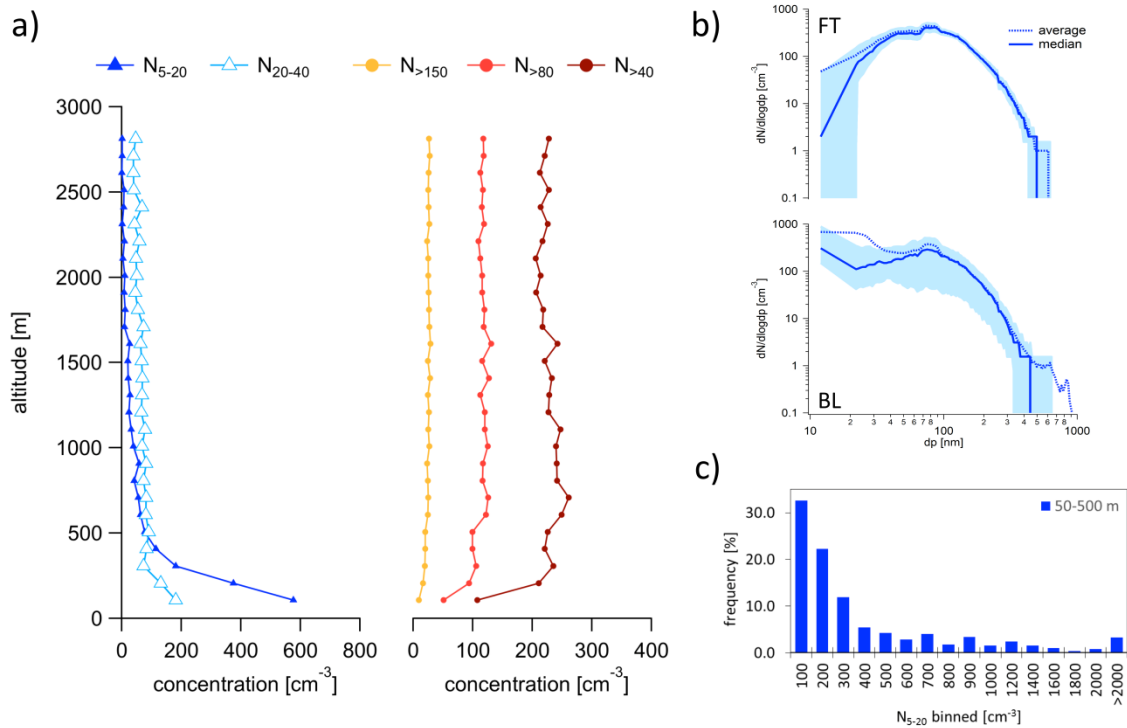 a)
N5-20 N20-40 N>150 N>80 N>40
3000
2500
2000
1500
1000
500
0
altitude [m]
0 200 400 600 800
concentration [cm-3]
0 100 200 300 400
concentration [cm-3]
b)
FT
average
median
1000
100
10
1
0.1
dN/dlogdp [cm-3]
1000
100
10
1
0.1
dN/dlogdp [cm-3]
BL
10 2 3 4 5 6 7 8 100 2 3 4 5 6 7 8 1000
dp [nm]
c)
50-500 m
30.0
20.0
10.0
0.0
frequency [%]
100 200 300 400 500 600 700 800 900 1000 1200 1400 1600 1800 2000 >2000
N5-20 binned [cm-3]